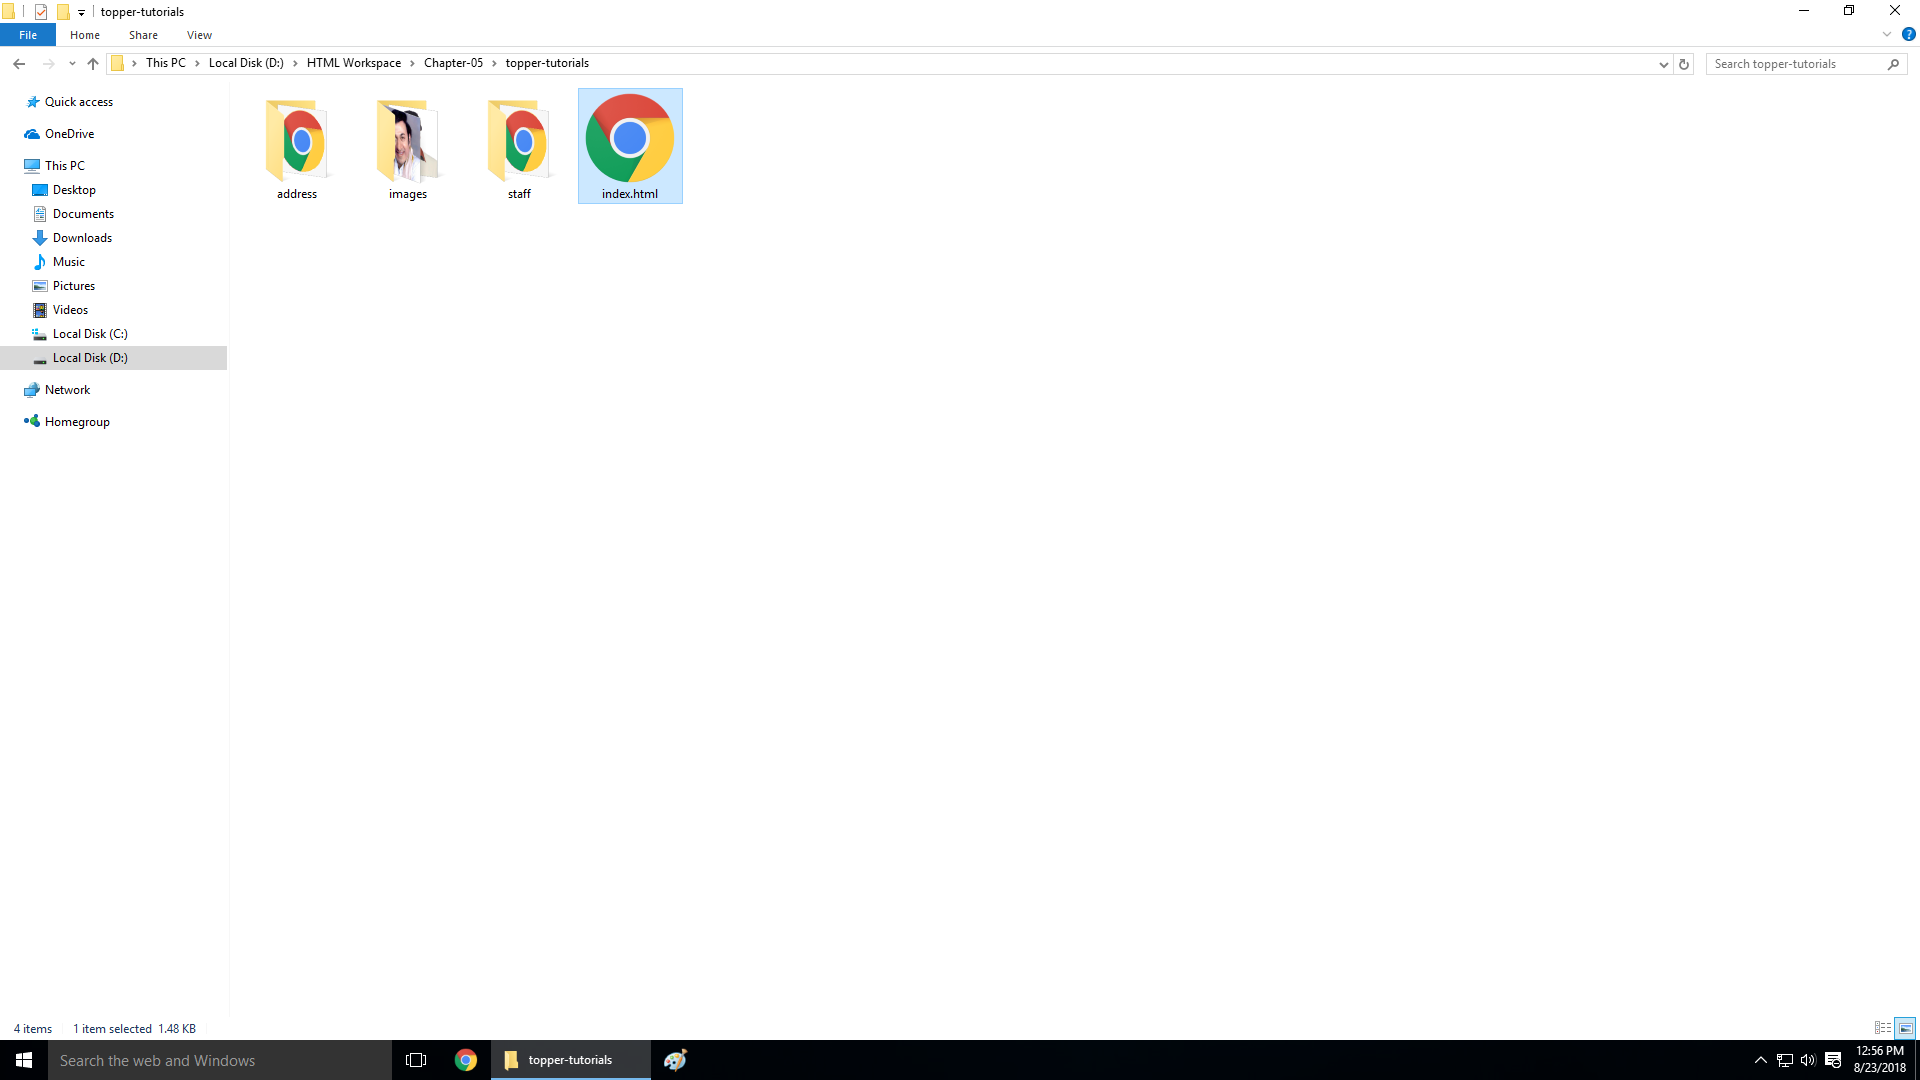 topper-tutorials
File Home Share View
This PC Local Disk (D:) HTML Workspace Chapter-05 topper-tutorials
Search topper-tutorials
Quick access
OneDrive
This PC
Desktop
Documents
Downloads
Music
Pictures
Videos
Local Disk (C:)
Local Disk (D:)
Network
Homegroup
address images staff index.html
4 items 1 item selected 1.48 KB
Search the web and Windows
topper-tutorials
12:56 PM
8/23/2018